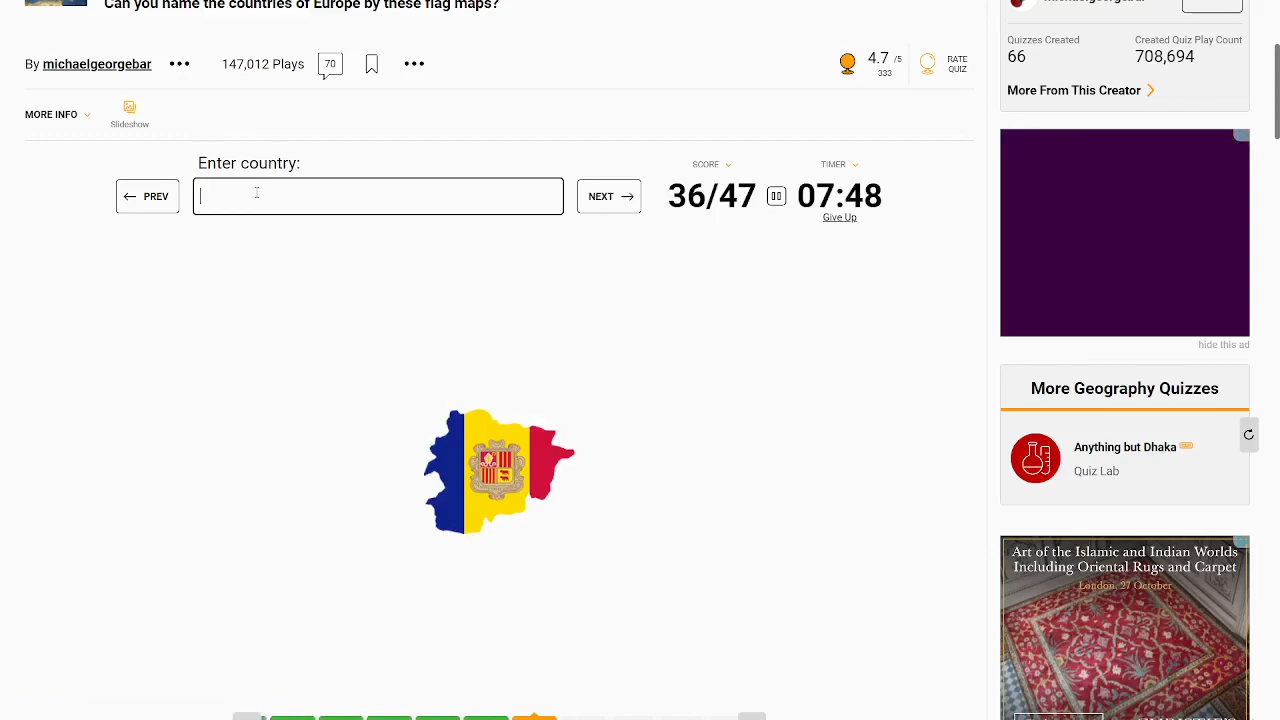 Can you name the countries of Europe by these flag maps?
By michaelgeorgebar
147,012 Plays
70
4.7 /5
333
RATE
QUIZ
MORE INFO
Slideshow
Enter country:
PREV
NEXT
SCORE
36/47
TIMER
07:48
Give Up
Quizzes Created
66
Created Quiz Play Count
708,694
More From This Creator
hide this ad
More Geography Quizzes
Anything but Dhaka
Quiz Lab
Art of the Islamic and Indian Worlds
Including Oriental Rugs and Carpet
London, 27 October